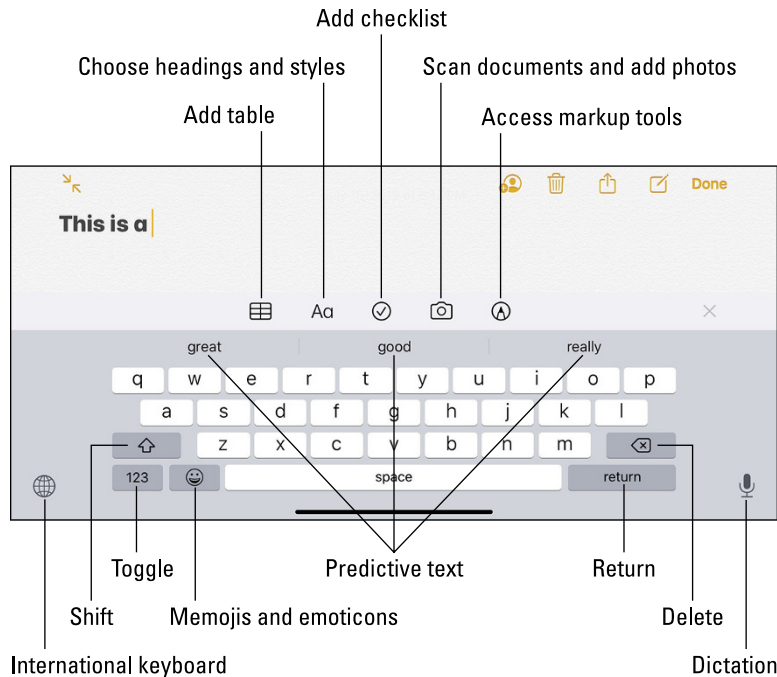 Add checklist
Choose headings and styles Scan documents and add photos
Add table Access markup tools
Done
This is a
Aa
great good really
q w e r t y u i o p
a s d f g h j k l
z x c v b n m
123 space return
Toggle Predictive text Return
Shift Memojis and emoticons Delete
International keyboard Dictation